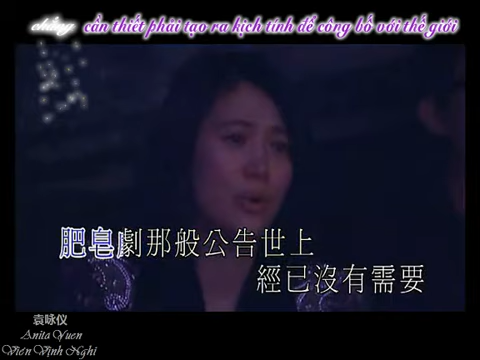 chẳng cần thiết phải tạo ra kịch tính để công bố với thế giới
肥皂劇那般公告世上
經已沒有需要
袁咏仪
Anita Yuen
Viên Vịnh Nghi